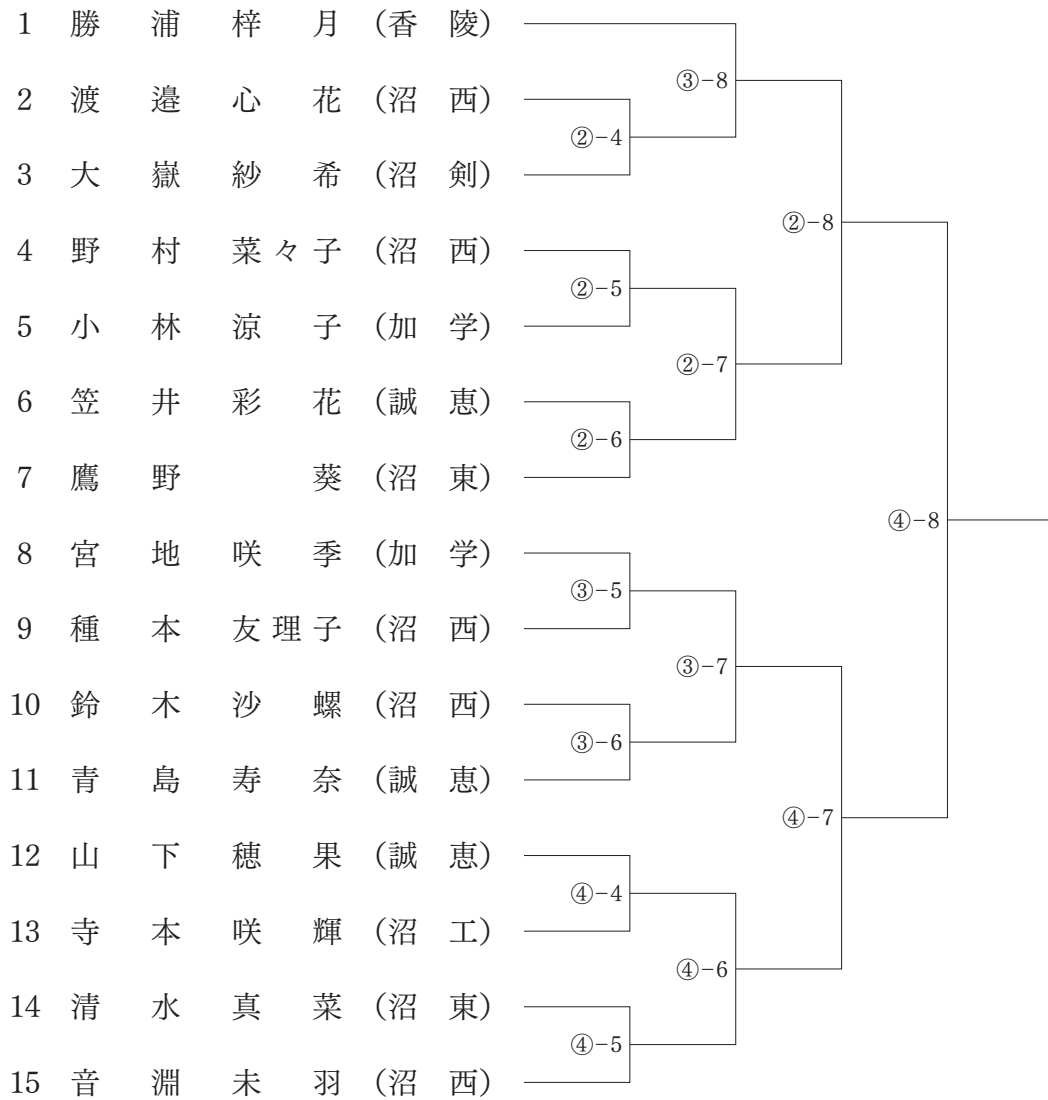 1 勝浦梓月 (香陵)
③-8
2 渡邉心花 (沼西)
②-4
3 大嶽紗希 (沼剣)
②-8
4 野村菜々子 (沼西)
②-5
5 小林涼子 (加学)
②-7
6 笠井彩花 (誠恵)
②-6
7 鷹野葵 (沼東)
④-8
8 宮地咲季 (加学)
③-5
9 種本友理子 (沼西)
③-7
10 鈴木沙螺 (沼西)
③-6
11 青島寿奈 (誠恵)
④-7
12 山下穂果 (誠恵)
④-4
13 寺本咲輝 (沼工)
④-6
14 清水真菜 (沼東)
④-5
15 音淵未羽 (沼西)